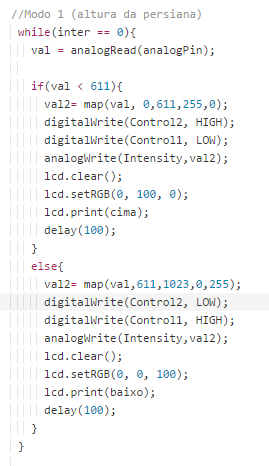 //Modo 1 (altura da persiana)
while(inter == 0){
val = analogRead(analogPin);
if(val < 611){
val2= map(val, 0,611,255,0);
digitalWrite(Control2, HIGH);
digitalWrite(Control1, LOW);
analogWrite(Intensity,val2);
lcd.clear();
lcd.setRGB(0, 100, 0);
lcd.print(cima);
delay(100);
}
else{
val2= map(val,611,1023,0,255);
digitalWrite(Control2, LOW);
digitalWrite(Control1, HIGH);
analogWrite(Intensity,val2);
lcd.clear();
lcd.setRGB(0, 0, 100);
lcd.print(baixo);
delay(100);
}
}